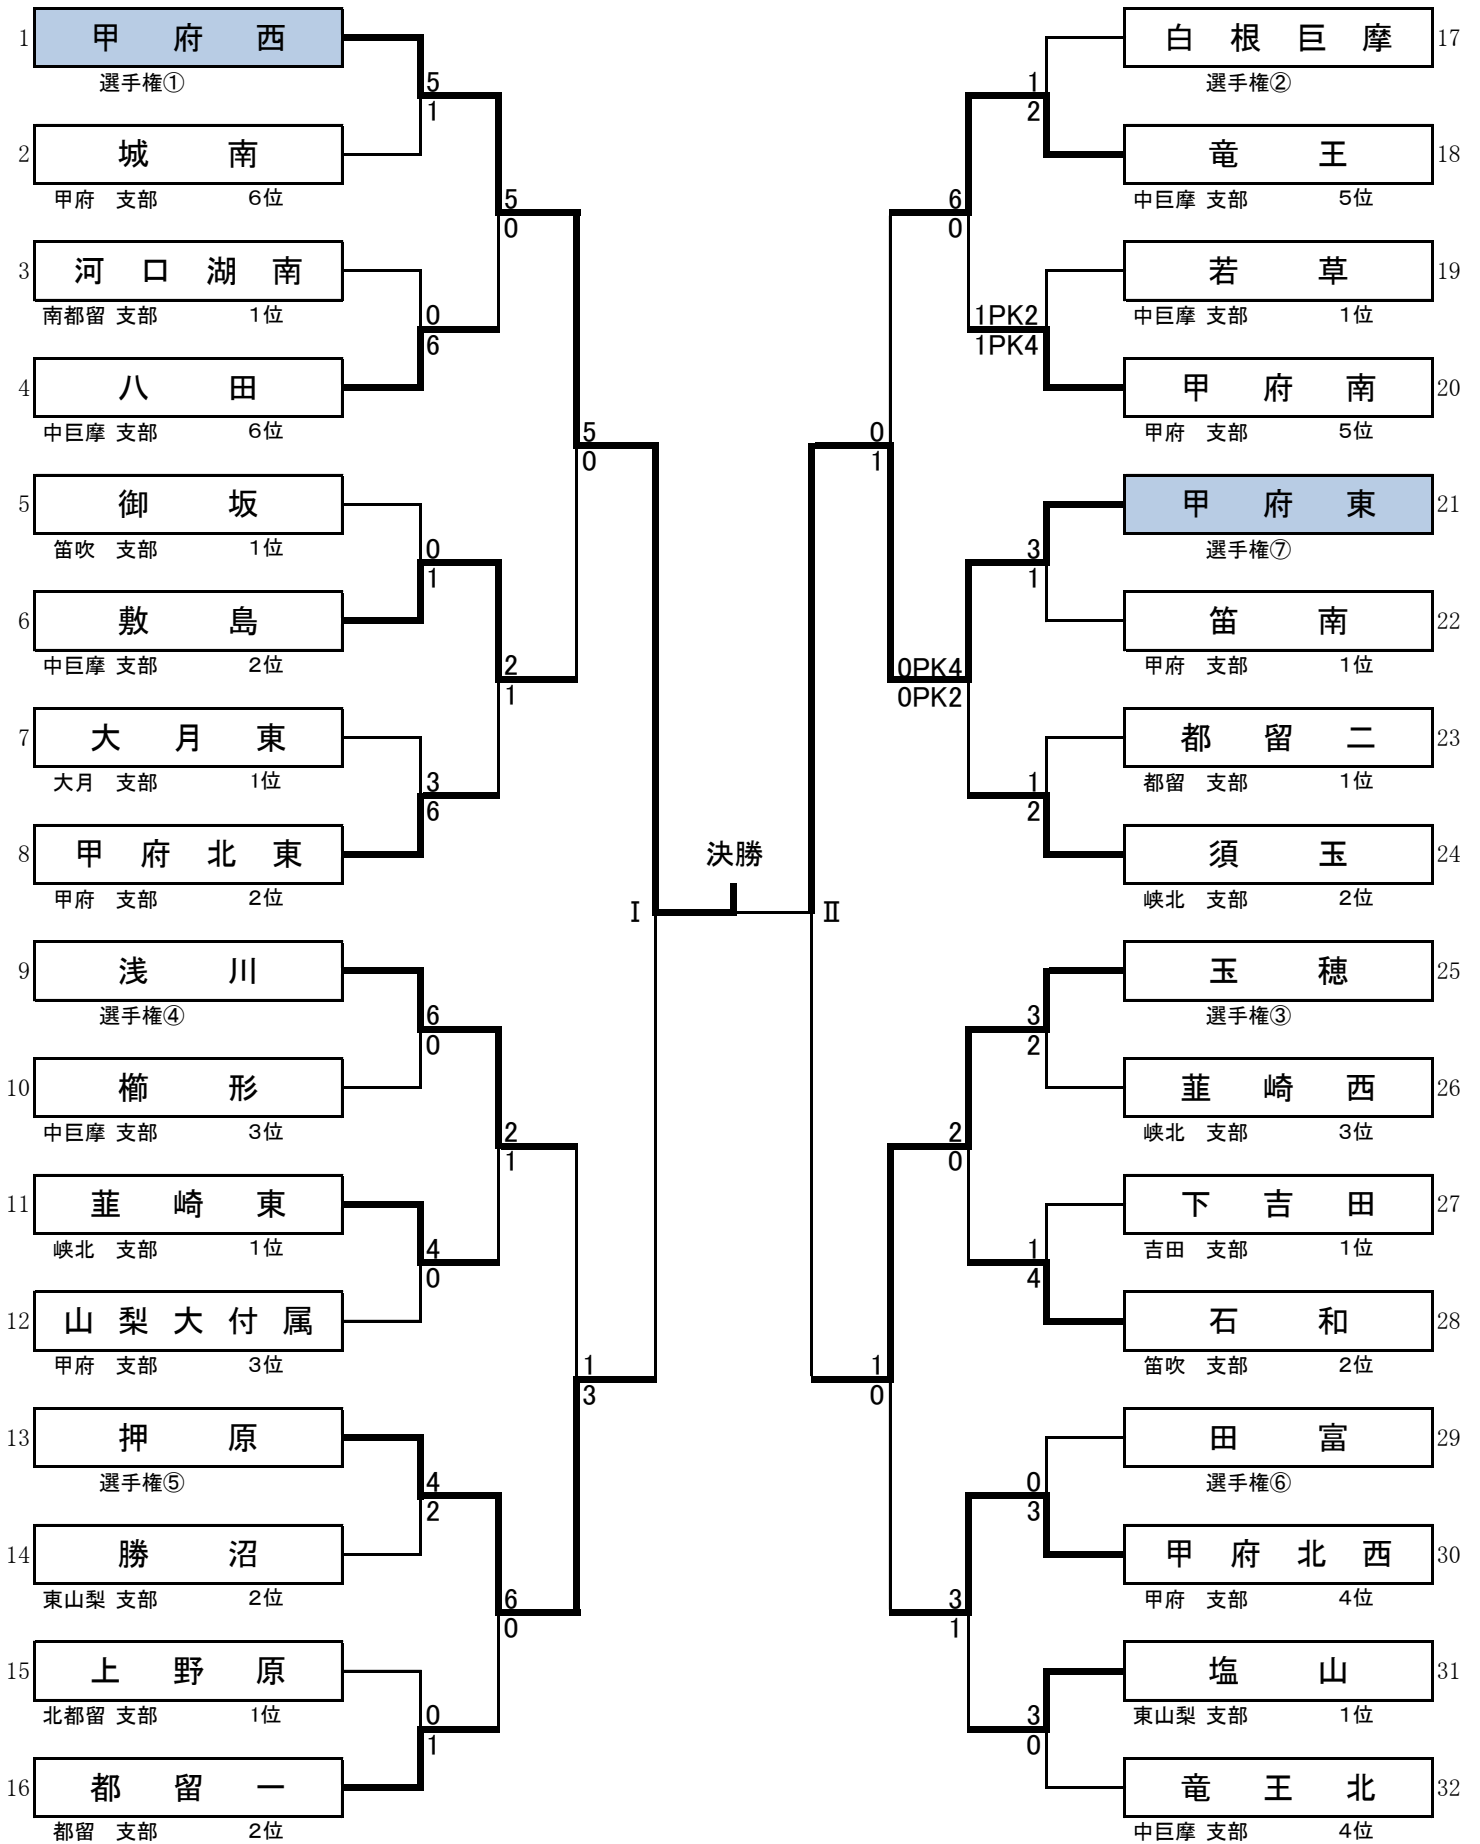 1 甲府西
選手権①
2 城南
甲府 支部 6位
3 河口湖南
南都留 支部 1位
4 八田
中巨摩 支部 6位
5 御坂
笛吹 支部 1位
6 敷島
中巨摩 支部 2位
7 大月東
大月 支部 1位
8 甲府北東
甲府 支部 2位
9 浅川
選手権④
10 櫛形
中巨摩 支部 3位
11 韮崎東
峡北 支部 1位
12 山梨大付属
甲府 支部 3位
13 押原
選手権⑤
14 勝沼
東山梨 支部 2位
15 上野原
北都留 支部 1位
16 都留一
都留 支部 2位
5
1
0
6
0
1
3
6
6
0
4
0
4
2
0
1
5
0
2
1
2
1
6
0
5
0
1
3
決勝
Ⅰ
Ⅱ
0
1
1
0
6
0
0PK4
0PK2
2
0
3
1
1
2
1PK2
1PK4
3
1
1
2
3
2
1
4
0
3
3
0
白根巨摩 17
選手権②
竜王 18
中巨摩 支部 5位
若草 19
中巨摩 支部 1位
甲府南 20
甲府 支部 5位
甲府東 21
選手権⑦
笛南 22
甲府 支部 1位
都留二 23
都留 支部 1位
須玉 24
峡北 支部 2位
玉穂 25
選手権③
韮崎西 26
峡北 支部 3位
下吉田 27
吉田 支部 1位
石和 28
笛吹 支部 2位
田富 29
選手権⑥
甲府北西 30
甲府 支部 4位
塩山 31
東山梨 支部 1位
竜王北 32
中巨摩 支部 4位